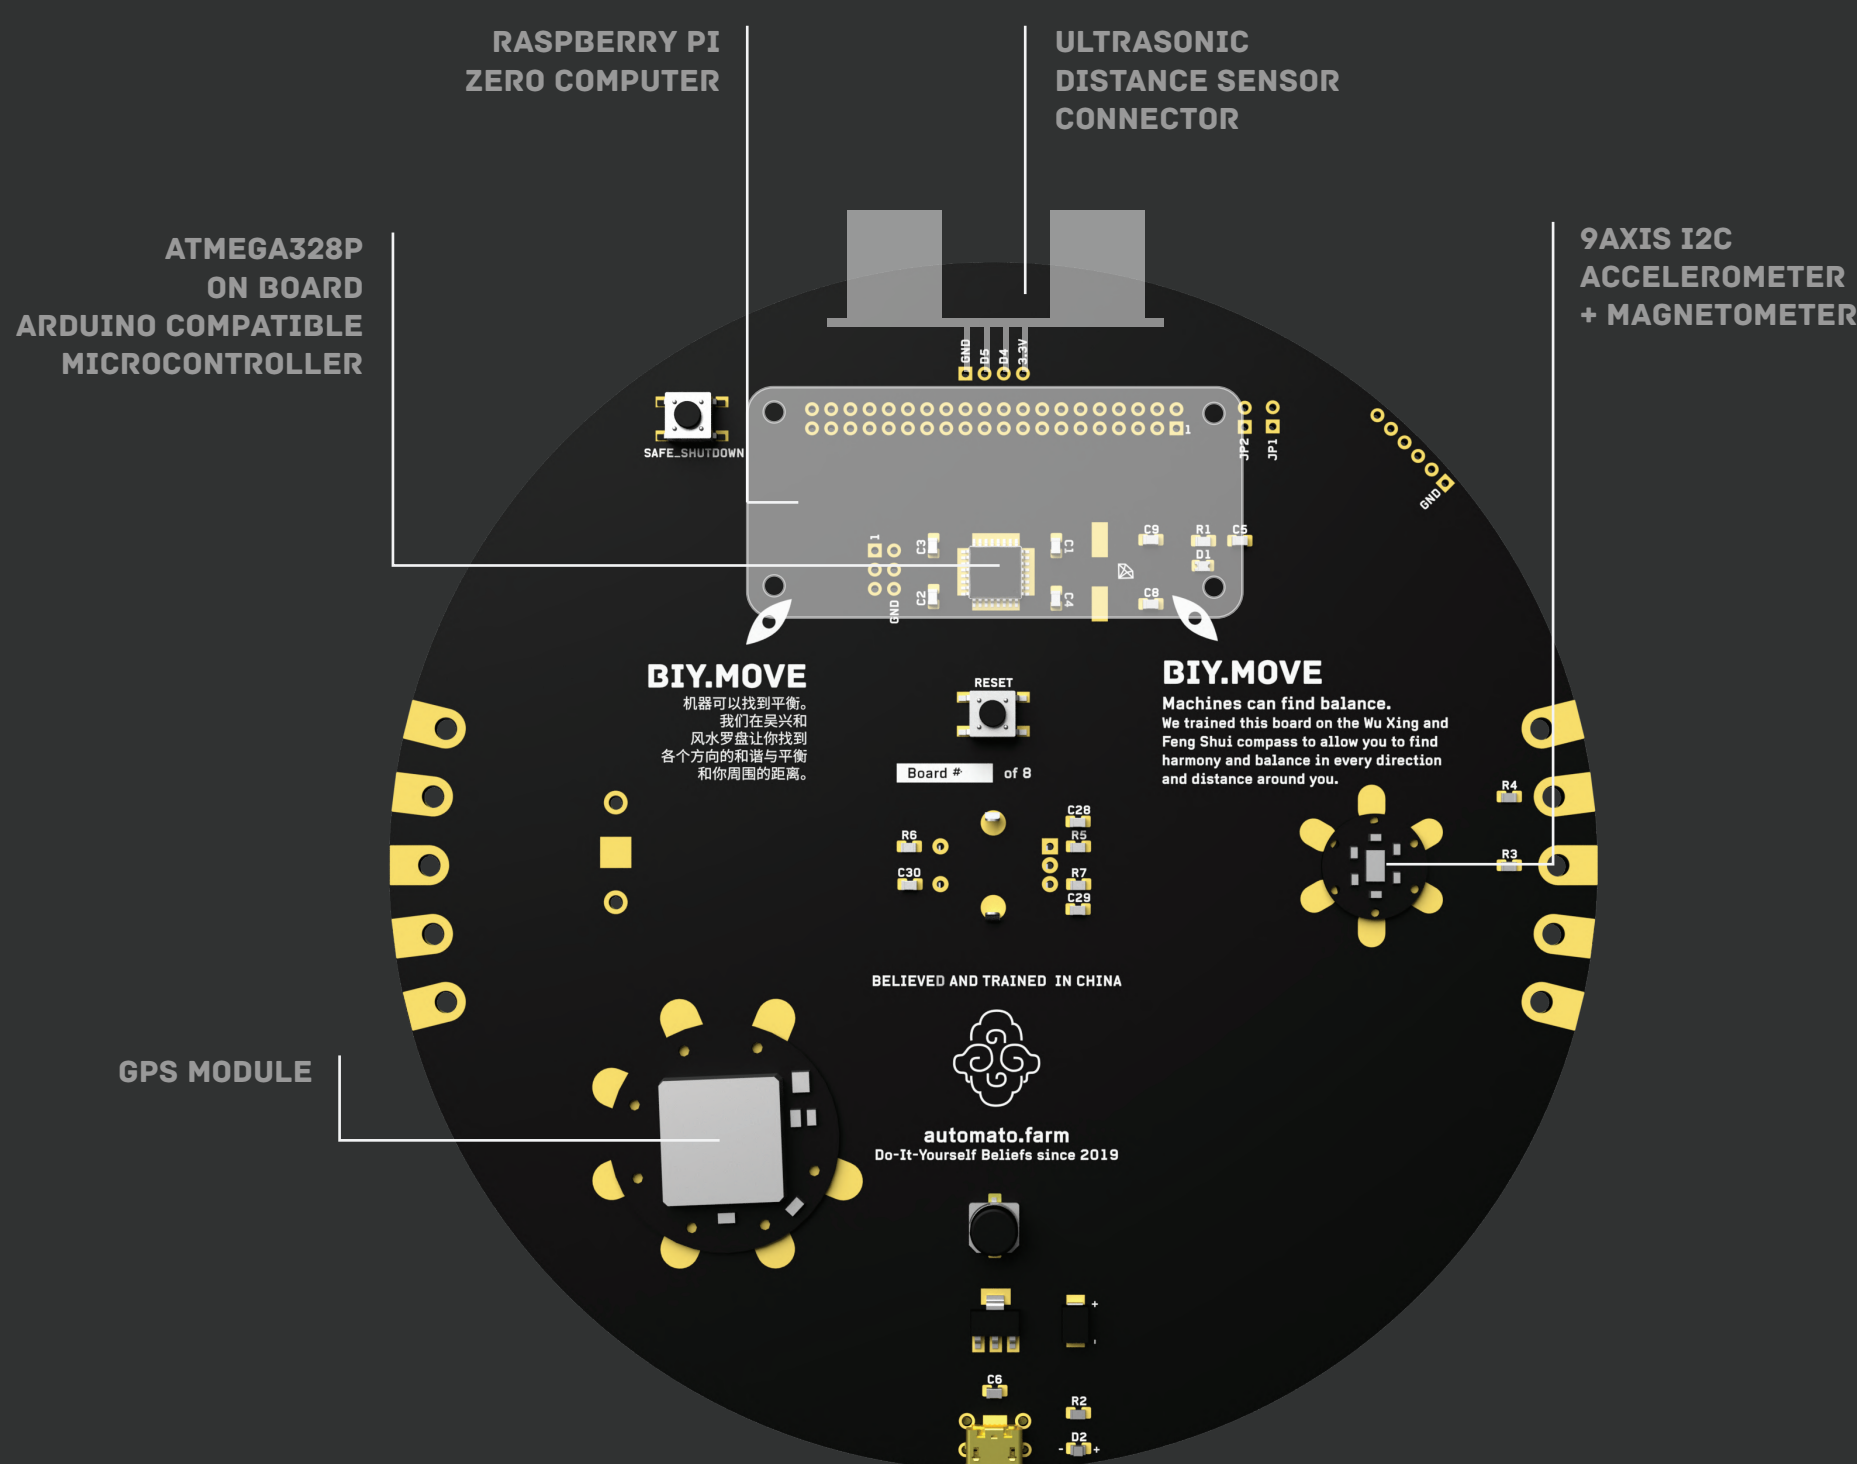 RASPBERRY PI
ZERO COMPUTER
ULTRASONIC
DISTANCE SENSOR
CONNECTOR
ATMEGA328P
ON BOARD
ARDUINO COMPATIBLE
MICROCONTROLLER
9AXIS I2C
ACCELEROMETER
+ MAGNETOMETER
GND
D5
D4
3.3V
SAFE_SHUTDOWN
1
JP2
JP1
GND
1
GND
C3
C2
C1
C4
C9
C8
R1
C5
D1
BIY.MOVE
机器可以找到平衡。
我们在吴兴和
风水罗盘让你找到
各个方向的和谐与平衡
和你周围的距离。
RESET
Board # of 8
BIY.MOVE
Machines can find balance.
We trained this board on the Wu Xing and
Feng Shui compass to allow you to find
harmony and balance in every direction
and distance around you.
R4
R3
C28
R6
R5
C30
R7
C29
BELIEVED AND TRAINED IN CHINA
GPS MODULE
automato.farm
Do-It-Yourself Beliefs since 2019
+
-
C6
R2
D2
- +